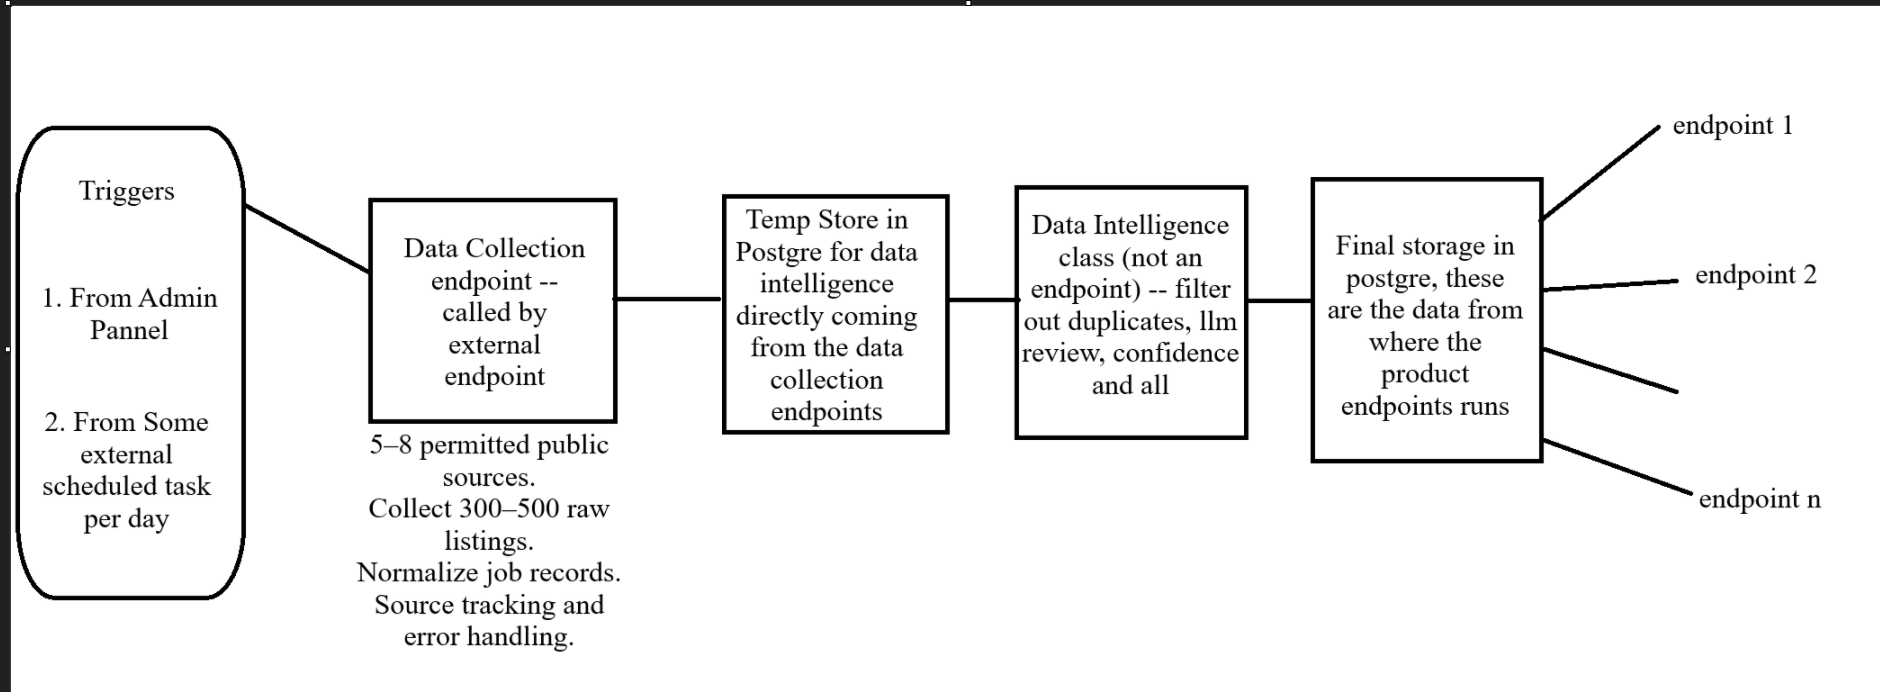 Triggers
1. From Admin
Pannel
2. From Some
external
scheduled task
per day
Data Collection
endpoint --
called by
external
endpoint
5–8 permitted public
sources.
Collect 300–500 raw
listings.
Normalize job records.
Source tracking and
error handling.
Temp Store in
Postgre for data
intelligence
directly coming
from the data
collection
endpoints
Data Intelligence
class (not an
endpoint) -- filter
out duplicates, llm
review, confidence
and all
Final storage in
postgre, these
are the data from
where the
product
endpoints runs
endpoint 1
endpoint 2
endpoint n